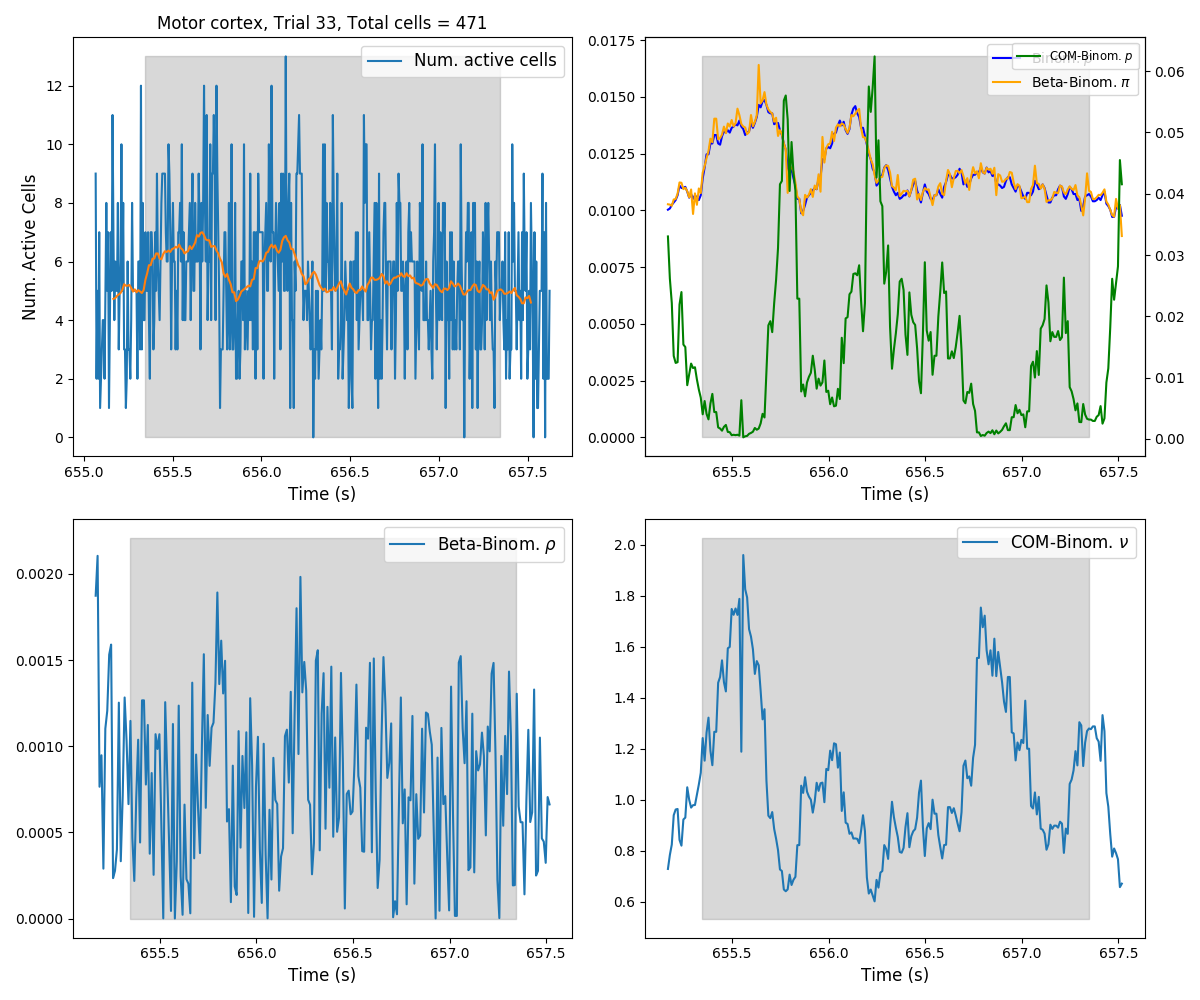 Motor cortex, Trial 33, Total cells = 471
Num. active cells
Num. Active Cells
12
10
8
6
4
2
0
655.0 655.5 656.0 656.5 657.0 657.5
Time (s)
COM-Binom. p
Binom. p
Beta-Binom. π
0.0175
0.0150
0.0125
0.0100
0.0075
0.0050
0.0025
0.0000
0.06
0.05
0.04
0.03
0.02
0.01
0.00
655.5 656.0 656.5 657.0 657.5
Time (s)
Beta-Binom. ρ
0.0020
0.0015
0.0010
0.0005
0.0000
655.5 656.0 656.5 657.0 657.5
Time (s)
COM-Binom. ν
2.0
1.8
1.6
1.4
1.2
1.0
0.8
0.6
655.5 656.0 656.5 657.0 657.5
Time (s)